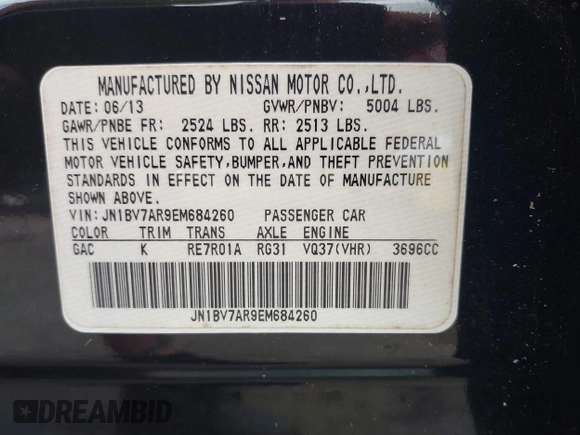 MANUFACTURED BY NISSAN MOTOR CO.,LTD.
DATE: 06/13 GVWR/PNBV: 5004 LBS.
GAWR/PNBE FR: 2524 LBS. RR: 2513 LBS.
THIS VEHICLE CONFORMS TO ALL APPLICABLE FEDERAL
MOTOR VEHICLE SAFETY,BUMPER,AND THEFT PREVENTION
STANDARDS IN EFFECT ON THE DATE OF MANUFACTURE
SHOWN ABOVE.
VIN: JN1BV7AR9EM684260 PASSENGER CAR
COLOR TRIM TRANS AXLE ENGINE
GAC K RE7R01A RG31 VQ37(VHR) 3696CC
JN1BV7AR9EM684260
DREAMBID